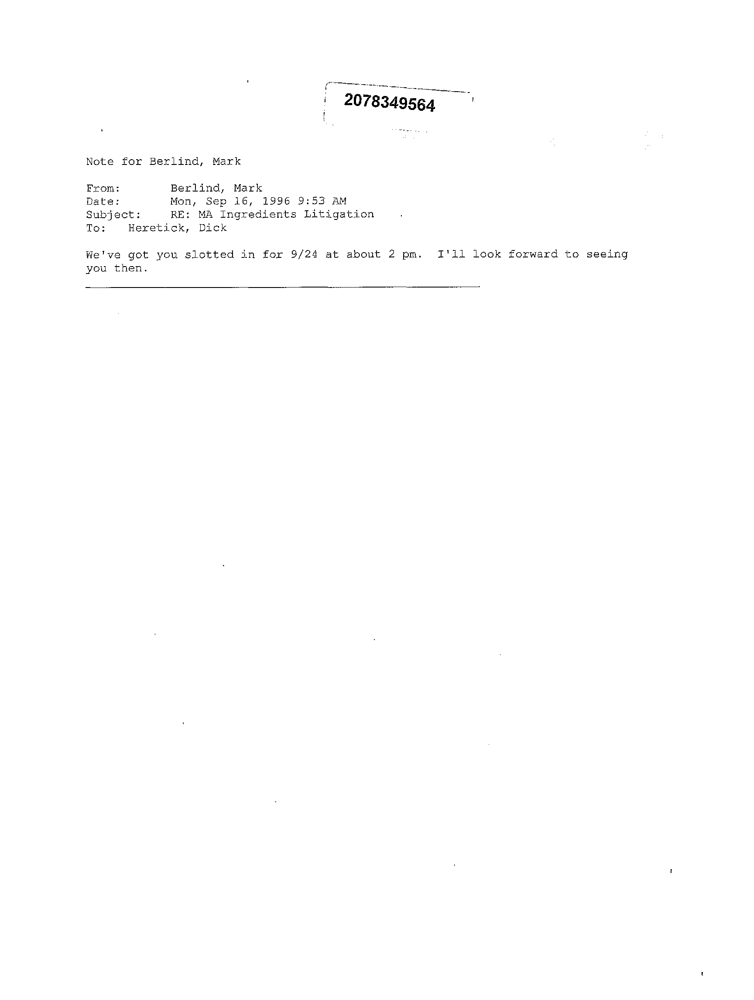 2078349564
Note for Berlind, Mark
From: Berlind, Mark
Date: Mon, Sep 16, 1996 9:53 AM
Subject: RE: MA Ingredients Litigation
To: Heretick, Dick
We've got you slotted in for 9/24 at about 2 pm. I'll look forward to seeing
you then.